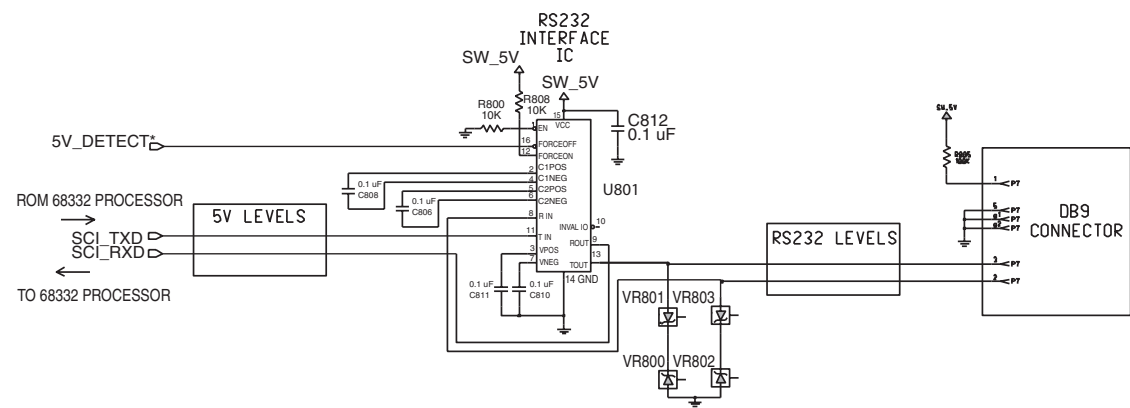 RS232
INTERFACE
IC
SW_5V
SW_5V
R800
10K
R808
10K
15
VCC
C812
0.1 uF
1
EN
5V_DETECT*
16
FORCEOFF
12
FORCEON
2
C1POS
4
C1NEG
5
C2POS
6
C2NEG
0.1 uF
C808
0.1 uF
C806
U801
ROM 68332 PROCESSOR
5V LEVELS
8
R IN
10
INVAL IO
SCI_TXD
11
T IN
ROUT
9
SCI_RXD
3
VPOS
7
VNEG
TOUT
13
TO 68332 PROCESSOR
0.1 uF
C811
0.1 uF
C810
14 GND
RS232 LEVELS
VR801
VR803
VR800
VR802
SW_5V
1
P7
5
P7
P7
P7
DB9
CONNECTOR
3
P7
2
P7